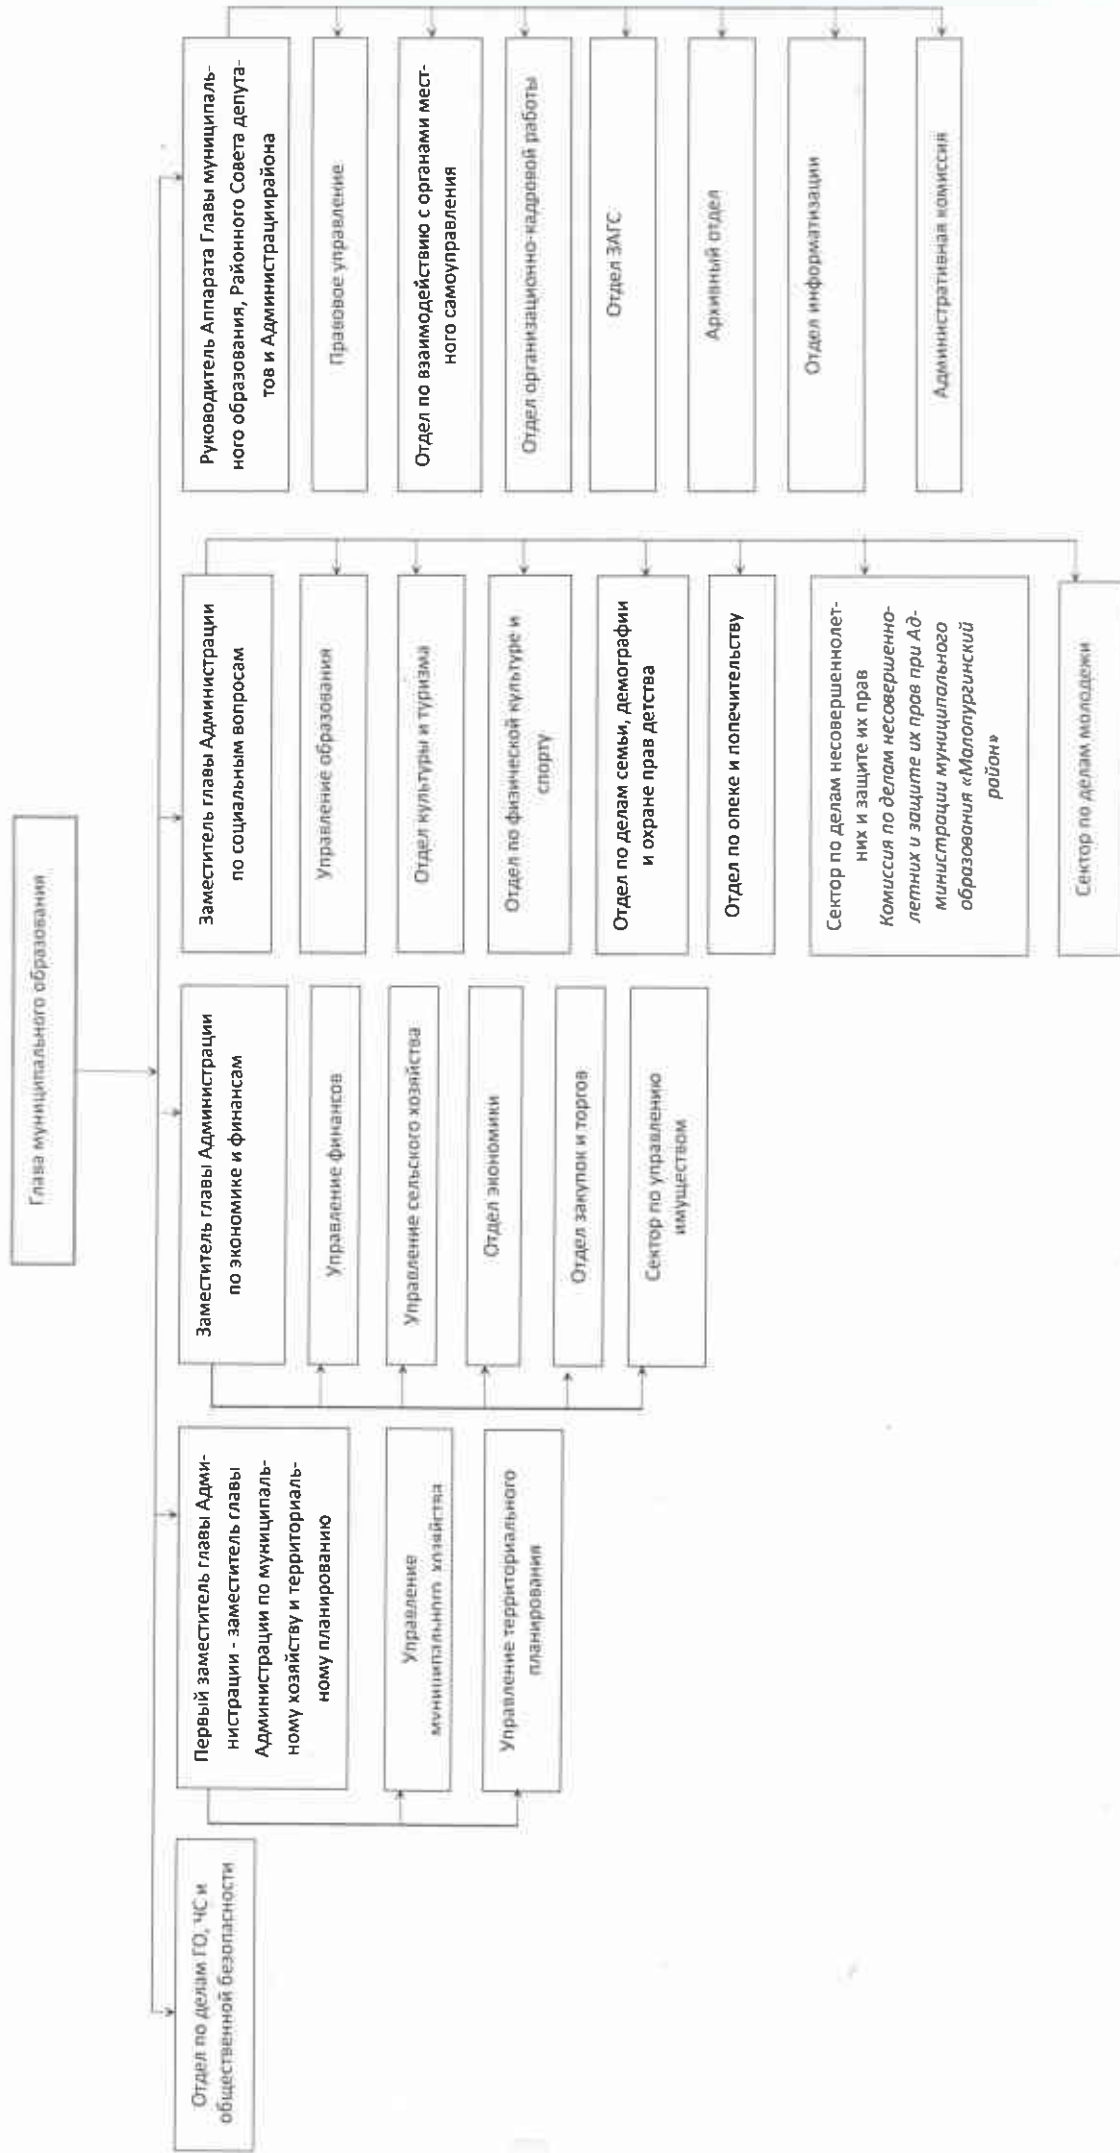 Глава муниципального образования
Отдел по делам ГО, ЧС и
общественной безопасности
Первый заместитель главы Адми-
нистрации - заместитель главы
Администрации по муниципаль-
ному хозяйству и территориаль-
ному планированию
Управление
муниципального хозяйства
Управление территориального
планирования
Заместитель главы Администрации
по экономике и финансам
Управление финансов
Управление сельского хозяйства
Отдел экономики
Отдел закупок и торгов
Сектор по управлению
имуществом
Заместитель главы Администрации
по социальным вопросам
Управление образования
Отдел культуры и туризма
Отдел по физической культуре и
спорту
Отдел по делам семьи, демографии
и охране прав детства
Отдел по опеке и попечительству
Сектор по делам несовершеннолет-
них и защите их прав
Комиссия по делам несовершенно-
летних и защите их прав при Ад-
министрации муниципального
образования «Малопургинский
район»
Сектор по делам молодежи
Руководитель Аппарата Главы муниципаль-
ного образования, Районного Совета депута-
тов и Администрациирайона
Правовое управление
Отдел по взаимодействию с органами мест-
ного самоуправления
Отдел организационно-кадровой работы
Отдел ЗАГС
Архивный отдел
Отдел информатизации
Административная комиссия